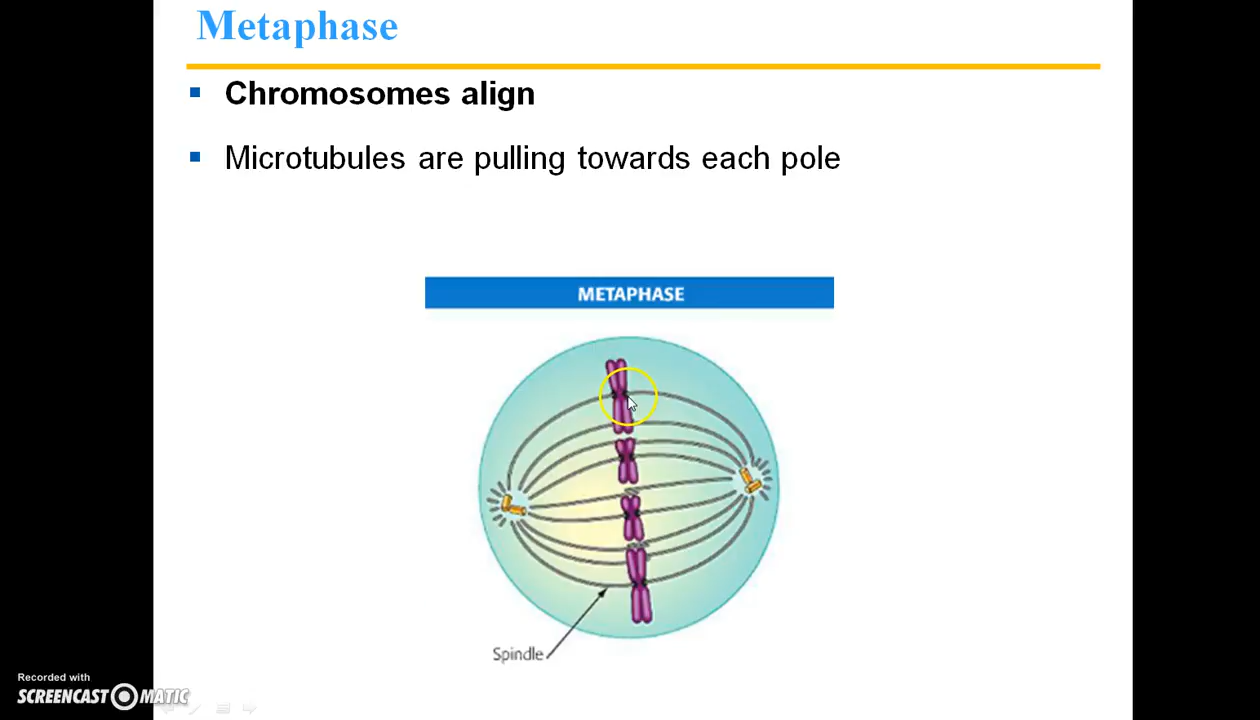 Metaphase
Chromosomes align
Microtubules are pulling towards each pole
METAPHASE
Spindle
Recorded with
SCREENCAST MATIC